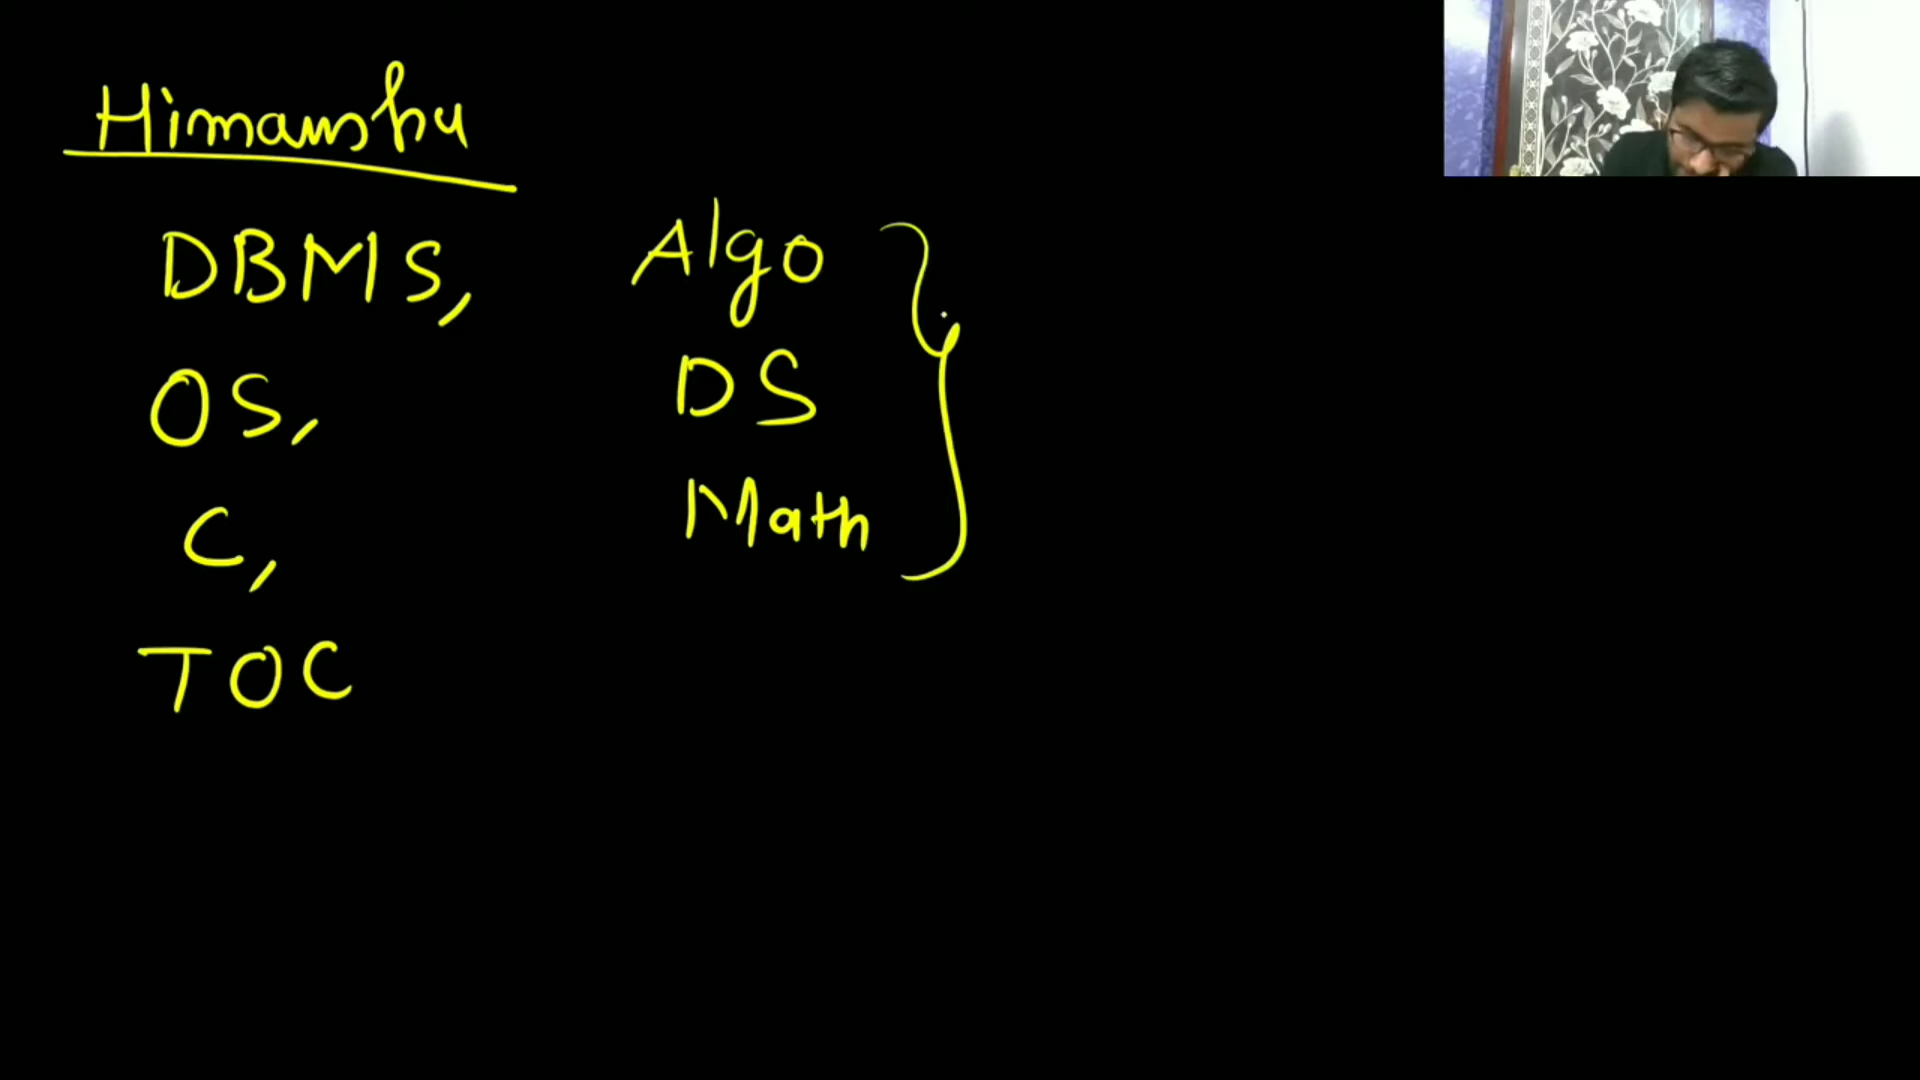 Himanshu
DBMS,
OS,
C,
TOC
Algo
DS
Math